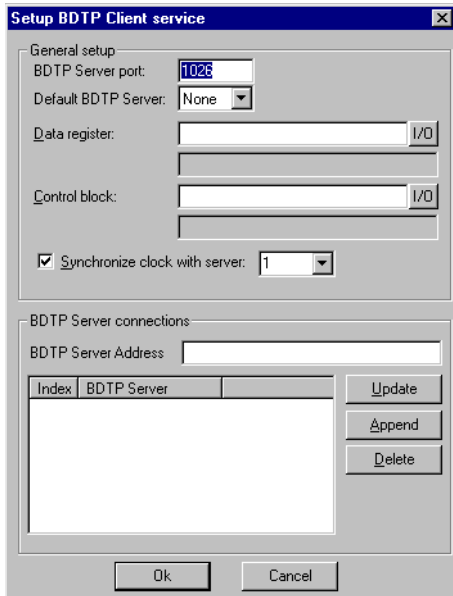 Setup BDTP Client service
General setup
BDTP Server port: 1026
Default BDTP Server: None
Data register: I/O
Control block: I/O
Synchronize clock with server: 1
BDTP Server connections
BDTP Server Address
Index BDTP Server
Update
Append
Delete
Ok Cancel